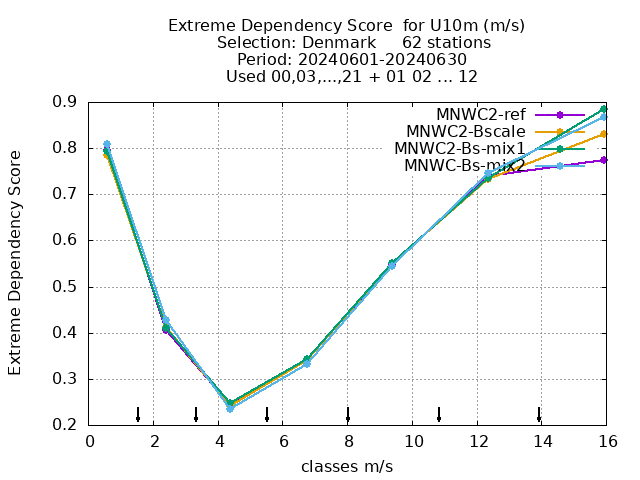 Extreme Dependency Score  for U10m (m/s)
Selection: Denmark     62 stations
Period: 20240601-20240630
Used 00,03,...,21 + 01 02 ... 12
MNWC2-ref
MNWC2-Bscale
MNWC2-Bs-mix1
MNWC-Bs-mix2
Extreme Dependency Score
0.9
0.8
0.7
0.6
0.5
0.4
0.3
0.2
0 2 4 6 8 10 12 14 16
classes m/s